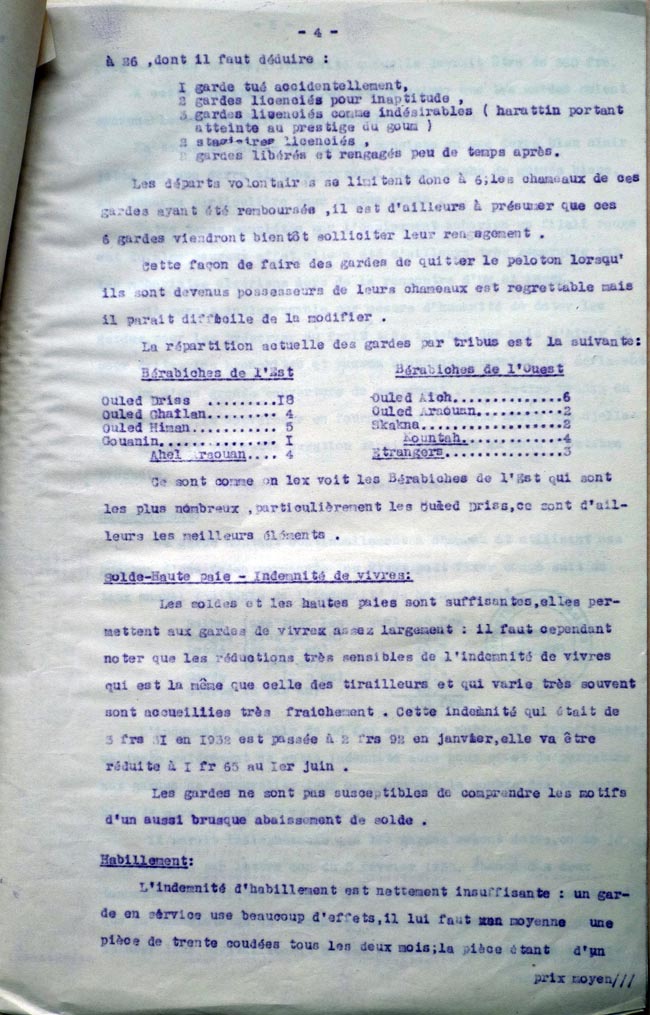 - 4 -
à 26 ,dont il faut déduire :
I garde tué accidentellement,
2 gardes licenciés pour inaptitude ,
3 gardes licenciés comme indésirables ( harattin portant
atteinte au prestige du goum )
2 stagiaires licenciés ,
2 gardes libérés et rengagés peu de temps après.
Les départs volontaires se limitent donc à 6;les chameaux de ces
gardes ayant été remboursés ,il est d'ailleurs à présumer que ces
6 gardes viendront bientôt solliciter leur rengagement .
Cette façon de faire des gardes de quitter le peloton lorsqu'
ils sont devenus possesseurs de leurs chameaux est regrettable mais
il parait difficile de la modifier .
La répartition actuelle des gardes par tribus est la suivante:
Bérabiches de l'Est
Ouled Driss ..........I8
Ouled Ghaïlan......... 4
Ouled Himan........... 5
Gouanin............... I
Ahel Araouan.... 4
Bérabiches de l'Ouest
Ouled Aich...............6
Ouled Araouan............2
Skakna...................2
Kountah..............4
Etrangers................3
Ce sont comme on lex voit les Bérabiches de l'Est qui sont
les plus nombreux ,particulièrement les Ouled Driss,ce sont d'ail-
leurs les meilleurs éléments .
Solde-Haute paie - Indemnité de vivres:
Les soldes et les hautes paies sont suffisantes,elles per-
mettent aux gardes de vivrex assez largement : il faut cependant
noter que les réductions très sensibles de l'indemnité de vivres
qui est la même que celle des tirailleurs et qui varie très souvent
sont accueillies très fraichement . Cette indemnité qui était de
3 frs 3I en I932 est passée à 2 frs 92 en janvier,elle va être
réduite à I fr 65 au Ier juin .
Les gardes ne sont pas susceptibles de comprendre les motifs
d'un aussi brusque abaissement de solde .
Habillement:
L'indemnité d'habillement est nettement insuffisante : un gar-
de en service use beaucoup d'effets,il lui faut moyenne une
pièce de trente coudées tous les deux mois;la pièce étant d'un
prix moyen///